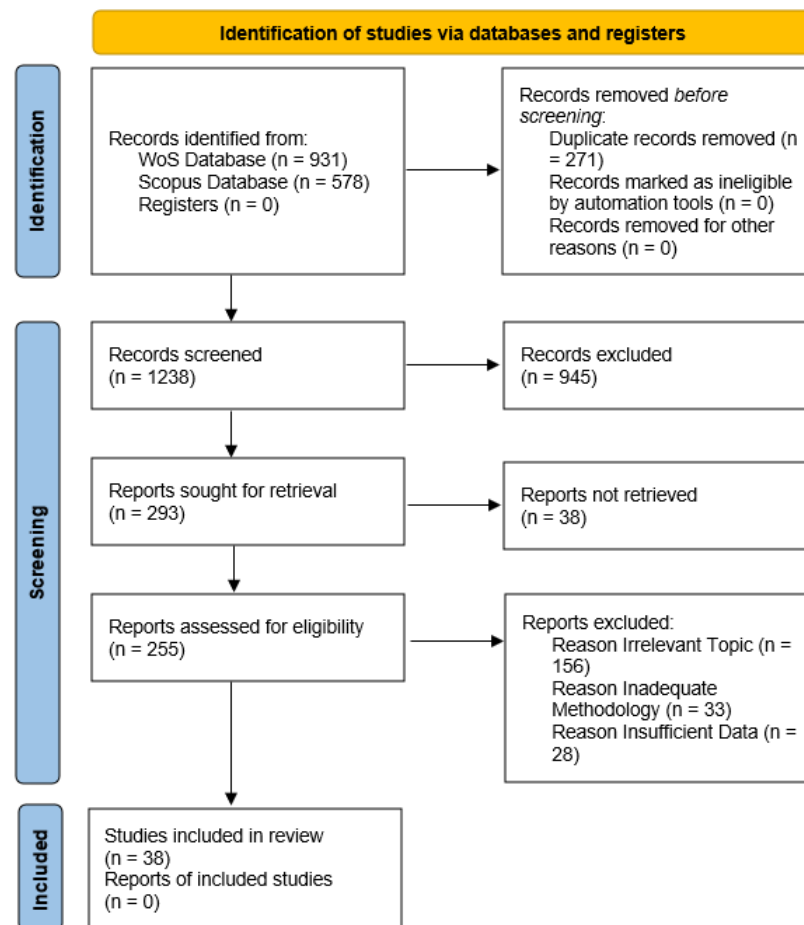 Identification of studies via databases and registers
Identification
Records identified from:
WoS Database (n = 931)
Scopus Database (n = 578)
Registers (n = 0)
Records removed before
screening:
Duplicate records removed (n
= 271)
Records marked as ineligible
by automation tools (n = 0)
Records removed for other
reasons (n = 0)
Screening
Records screened
(n = 1238)
Records excluded
(n = 945)
Reports sought for retrieval
(n = 293)
Reports not retrieved
(n = 38)
Reports assessed for eligibility
(n = 255)
Reports excluded:
Reason Irrelevant Topic (n =
156)
Reason Inadequate
Methodology (n = 33)
Reason Insufficient Data (n =
28)
Included
Studies included in review
(n = 38)
Reports of included studies
(n = 0)